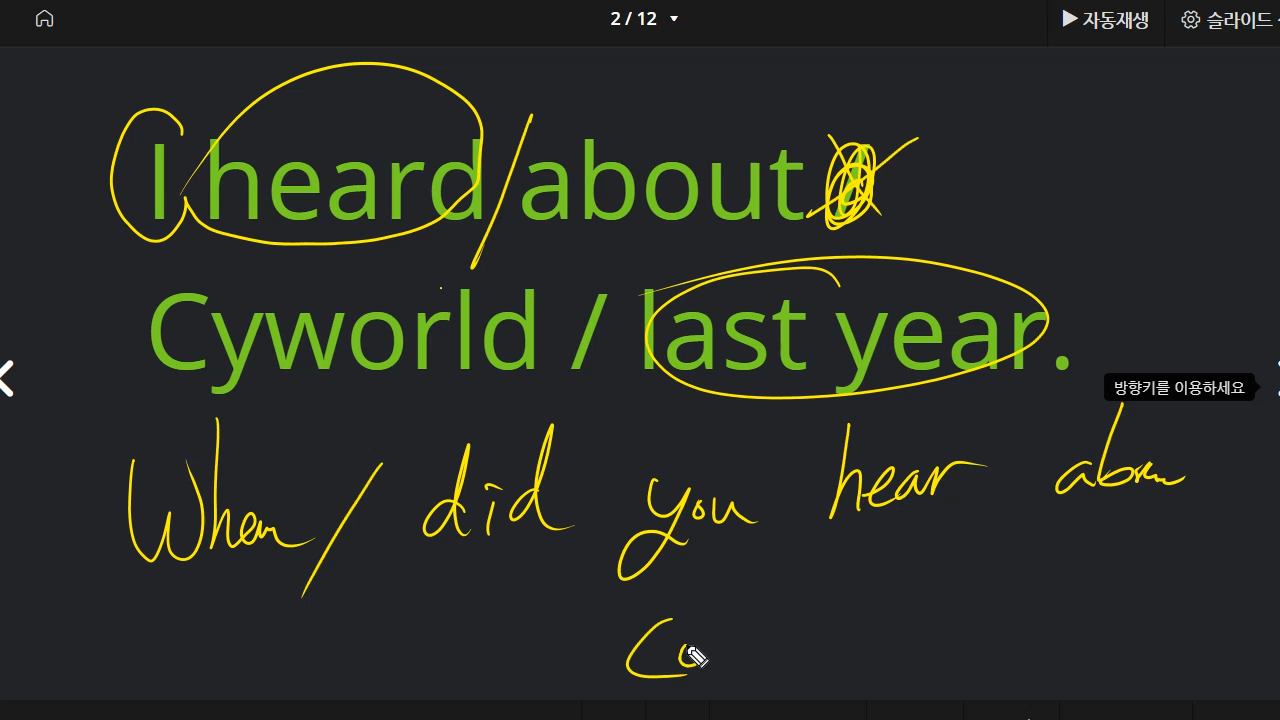 2 / 12
자동재생
슬라이드
I heard / about
Cyworld / last year.
방향키를 이용하세요
When / did you hear abou